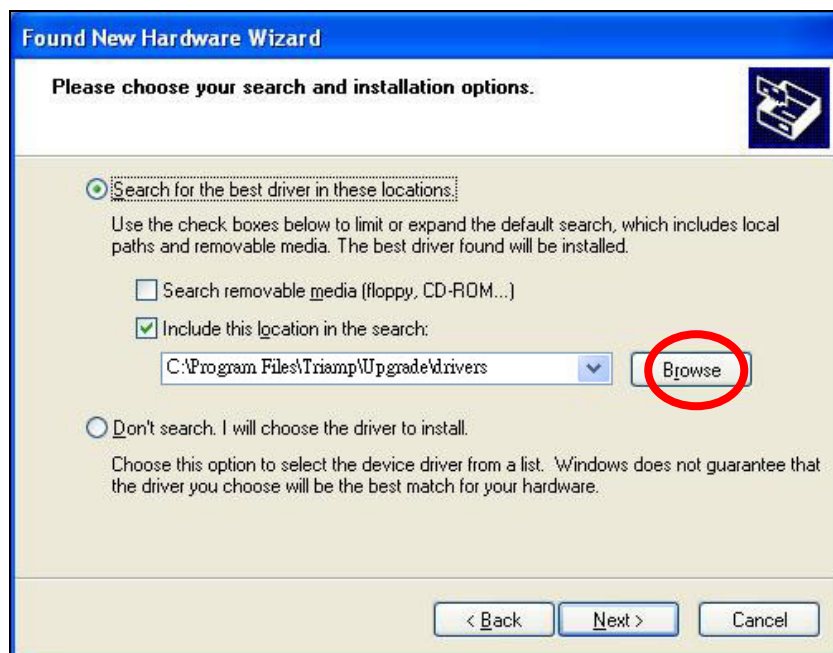 Found New Hardware Wizard
Please choose your search and installation options.
Search for the best driver in these locations.
Use the check boxes below to limit or expand the default search, which includes local
paths and removable media. The best driver found will be installed.
Search removable media (floppy, CD-ROM...)
Include this location in the search:
C:\Program Files\Triamp\Upgrade\drivers
Browse
Don't search. I will choose the driver to install.
Choose this option to select the device driver from a list. Windows does not guarantee that
the driver you choose will be the best match for your hardware.
< Back Next > Cancel